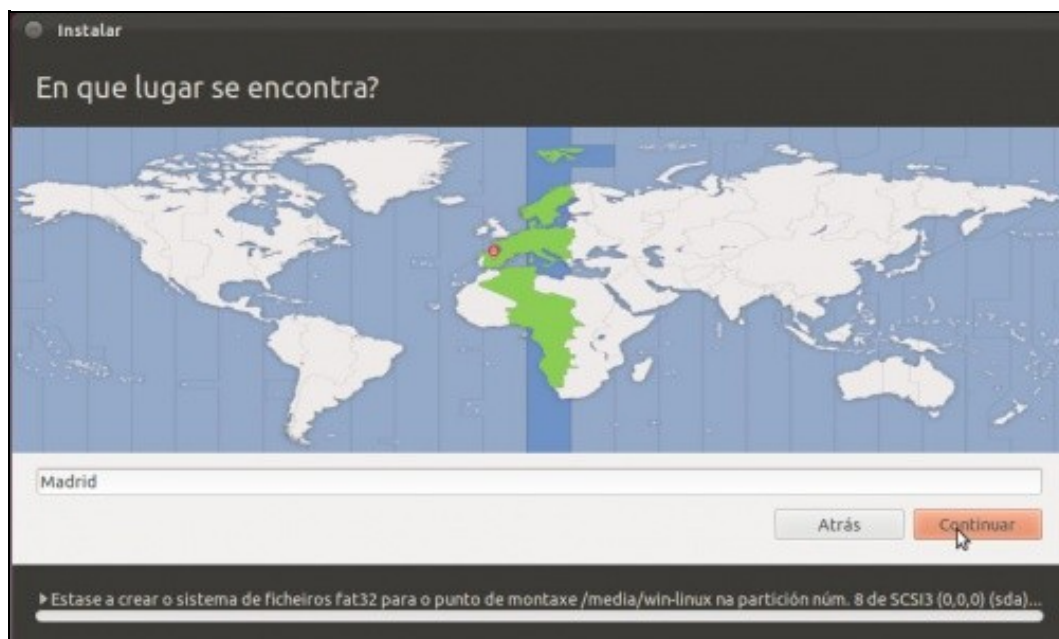 Instalar
En que lugar se encontra?
Madrid
Atrás
Continuar
Estase a crear o sistema de ficheiros fat32 para o punto de montaxe /media/win-linux na partición núm. 8 de SCSI3 (0,0,0) (sda)...